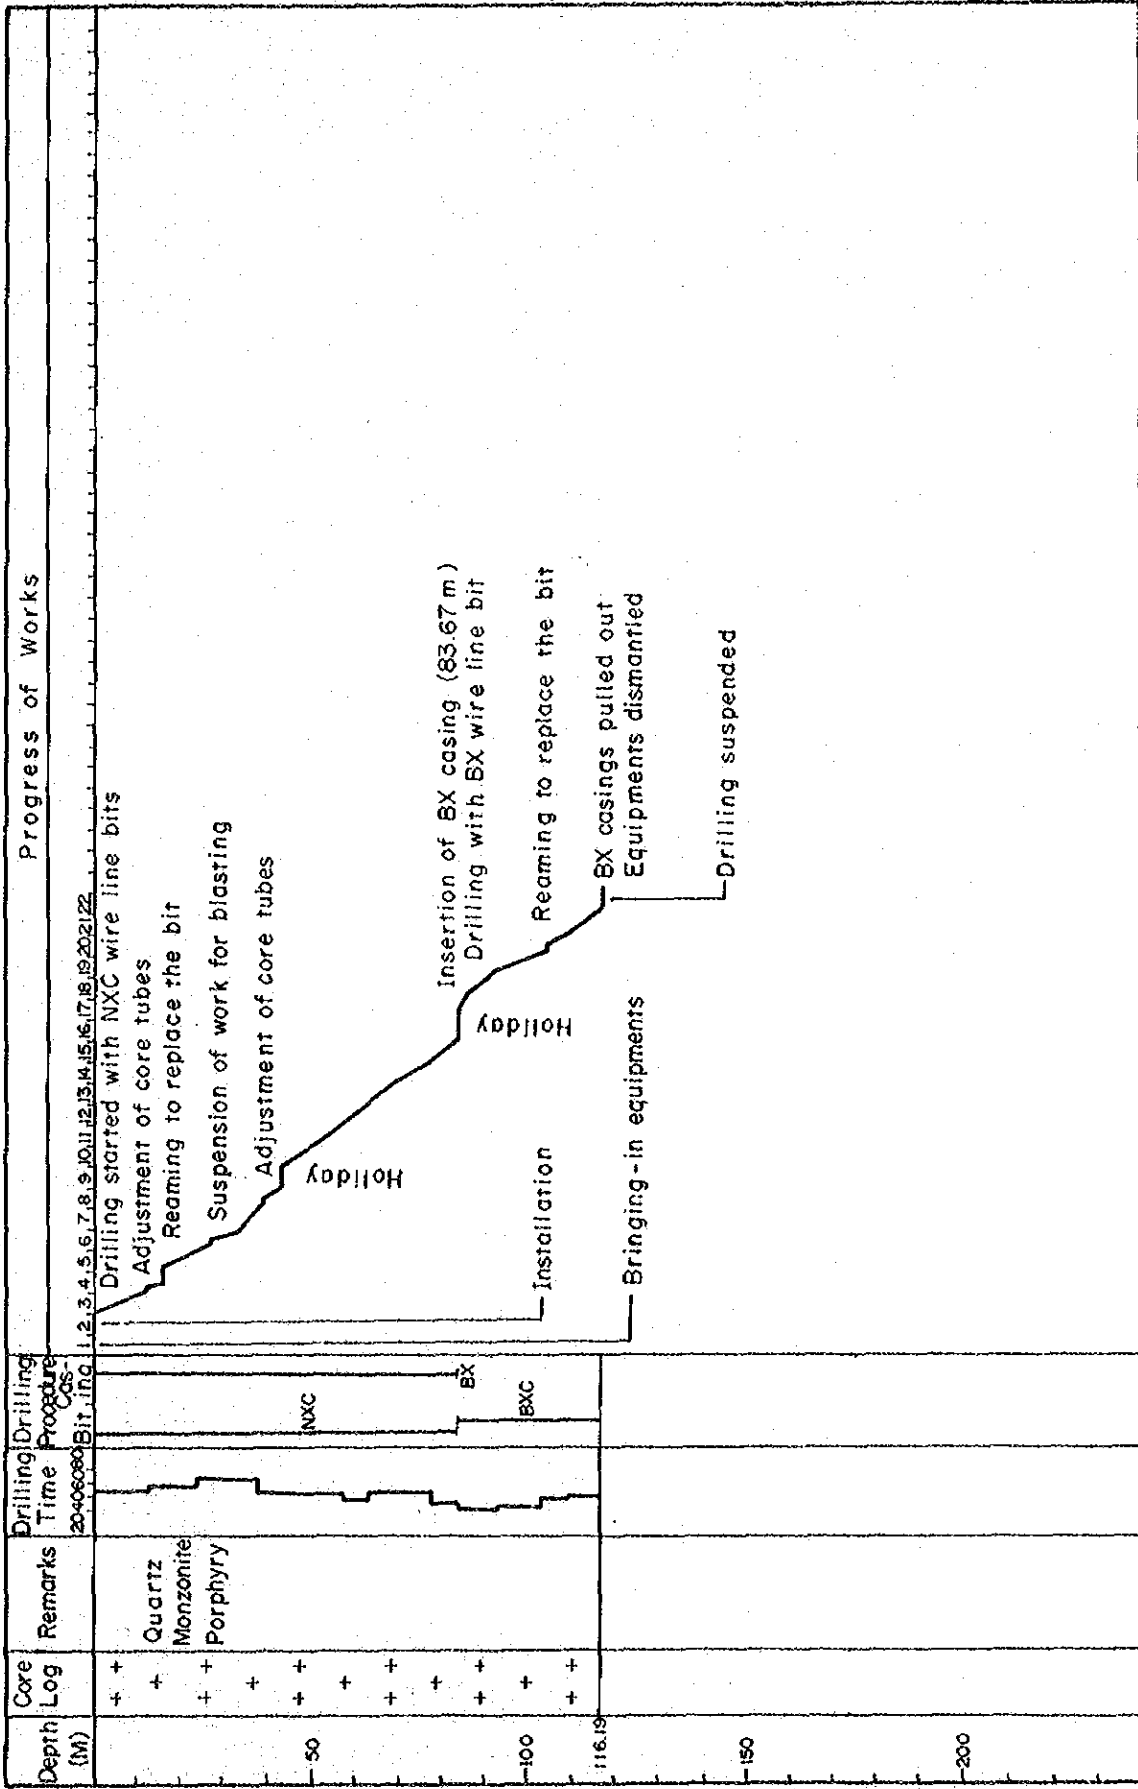 Progress of Works
Depth
(M)
Core
Log
Remarks
Drilling
Time
20406080
Drilling
Procedure
Bit
Cas-
ing
1,2,3,4,5,6,7,8,9,10,11,12,13,14,15,16,17,18,19,20,21,22
Drilling started with NXC wire line bits
Adjustment of core tubes
Reaming to replace the bit
Suspension of work for blasting
Adjustment of core tubes
Holiday
Insertion of BX casing (83.67 m)
Drilling with BX wire line bit
Holiday
Reaming to replace the bit
BX casings pulled out
Equipments dismantled
Drilling suspended
Installation
Bringing-in equipments
Quartz
Monzonite
Porphyry
NXC
BX
BXC
50
100
116.19
150
200